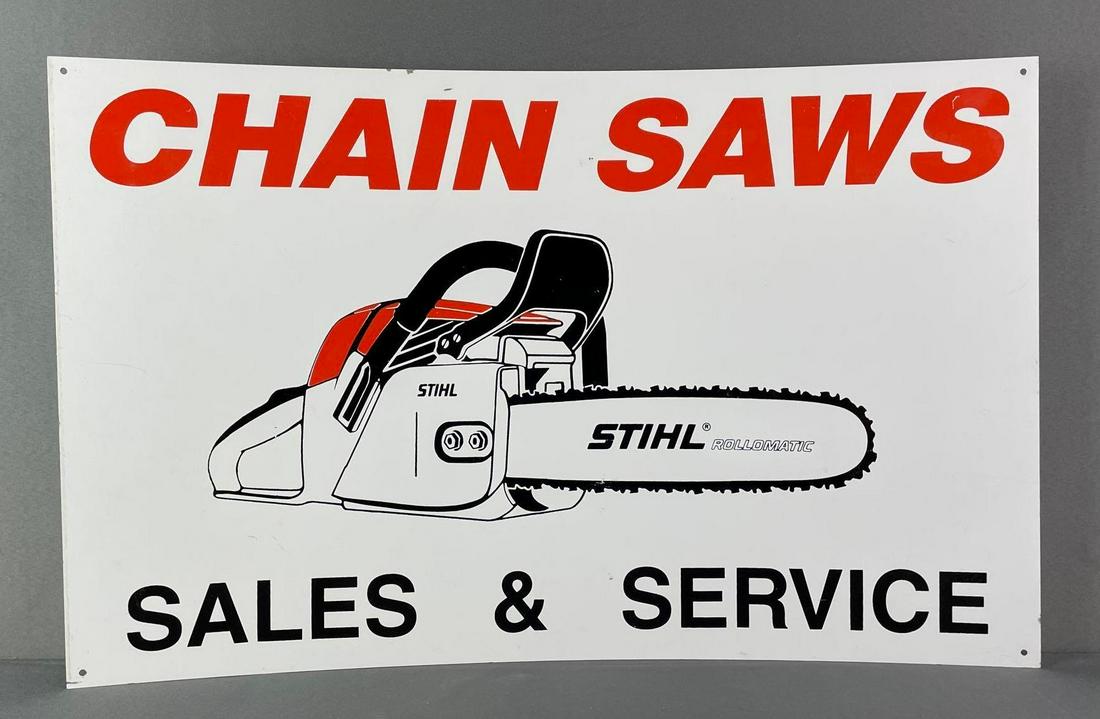 CHAIN SAWS
STIHL
STIHL® ROLLOMATIC
SALES & SERVICE